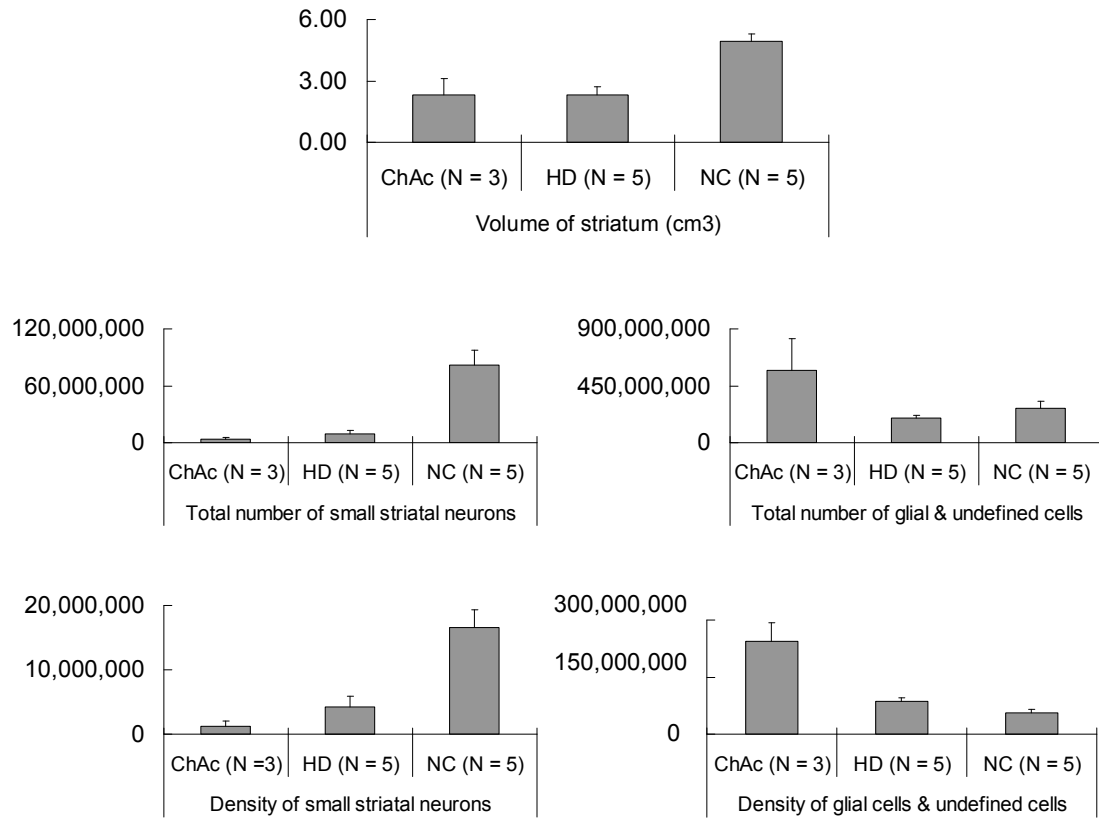 6.00
3.00
0.00
ChAc (N = 3) HD (N = 5) NC (N = 5)
Volume of striatum (cm3)
120,000,000
60,000,000
0
ChAc (N = 3) HD (N = 5) NC (N = 5)
Total number of small striatal neurons
900,000,000
450,000,000
0
ChAc (N = 3) HD (N = 5) NC (N = 5)
Total number of glial & undefined cells
20,000,000
10,000,000
0
ChAc (N =3) HD (N = 5) NC (N = 5)
Density of small striatal neurons
300,000,000
150,000,000
0
ChAc (N = 3) HD (N = 5) NC (N = 5)
Density of glial cells & undefined cells